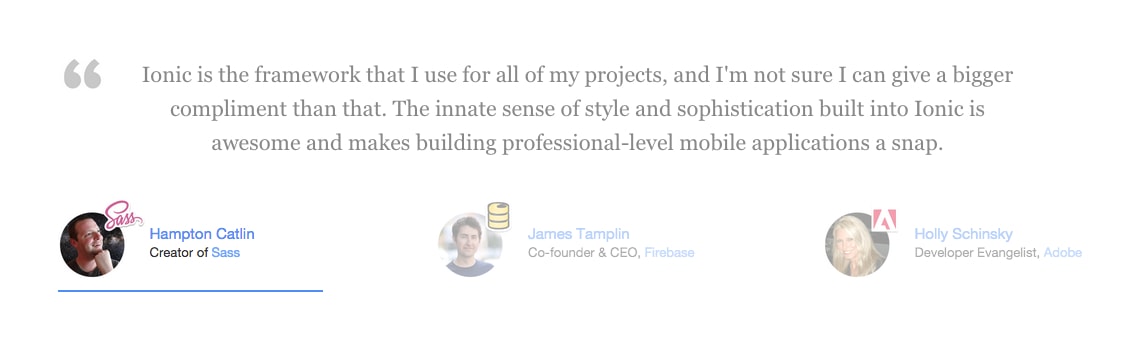 “
Ionic is the framework that I use for all of my projects, and I'm not sure I can give a bigger
compliment than that. The innate sense of style and sophistication built into Ionic is
awesome and makes building professional-level mobile applications a snap.
Sass
Hampton Catlin
Creator of Sass
James Tamplin
Co-founder & CEO, Firebase
Holly Schinsky
Developer Evangelist, Adobe